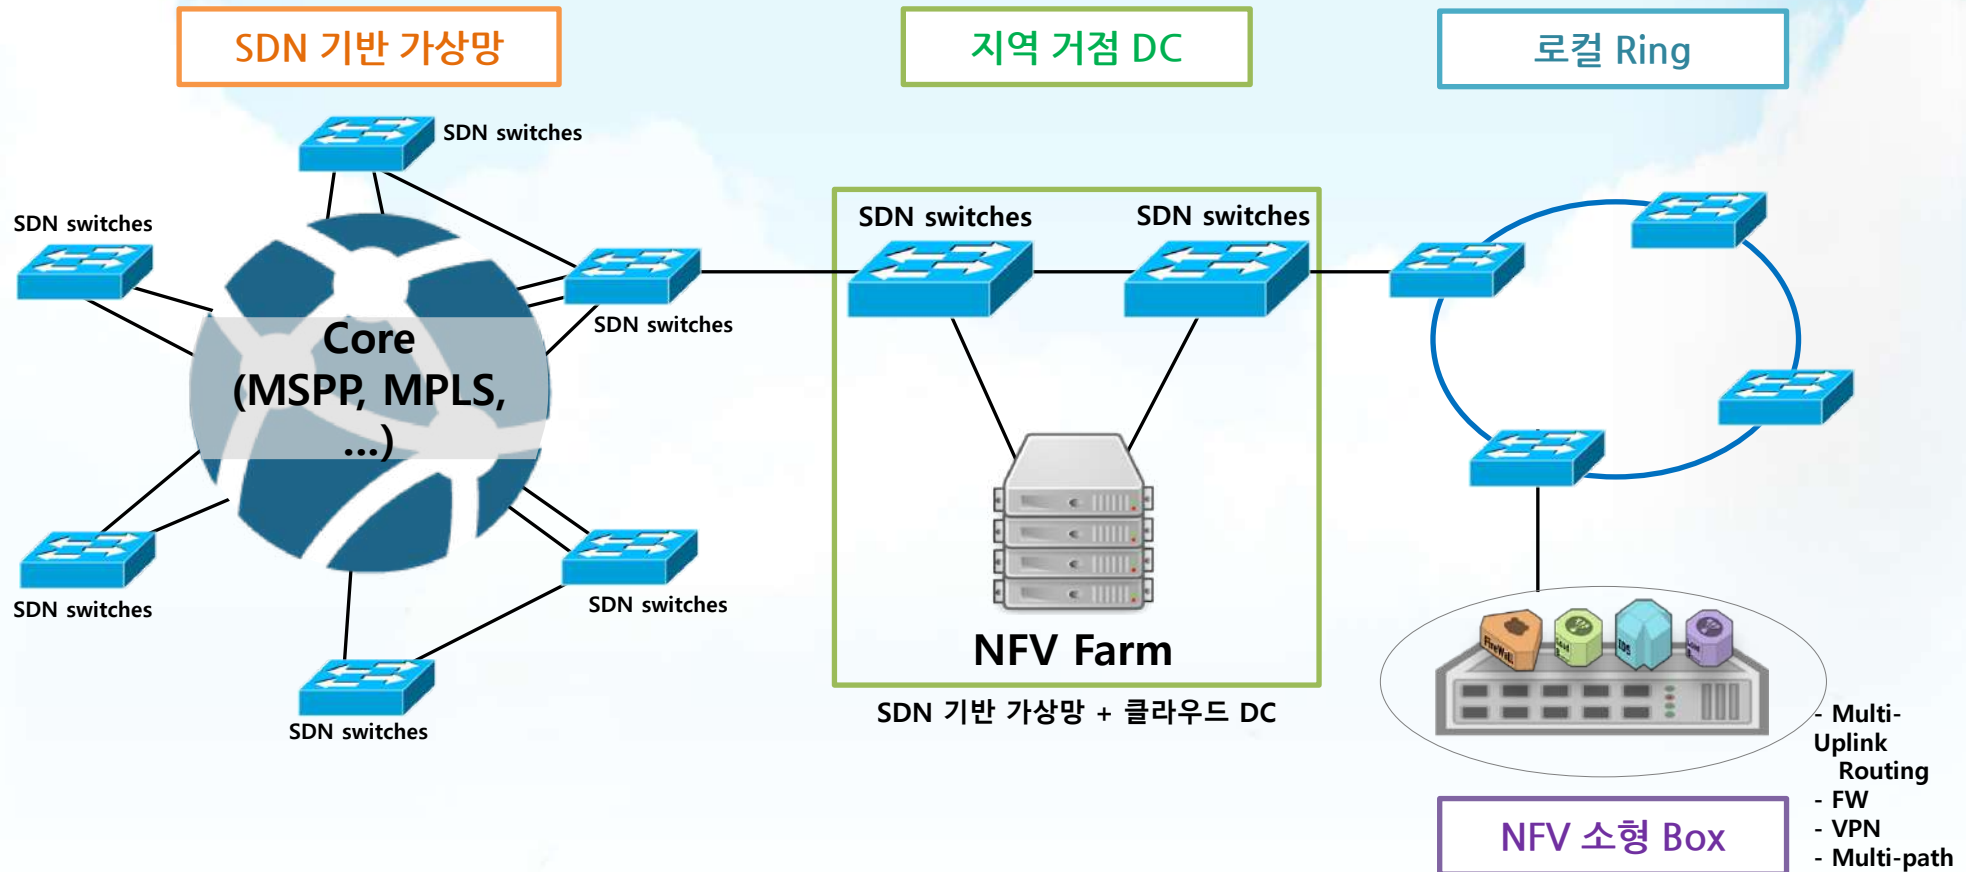 SDN 기반 가상망
지역 거점 DC
로컬 Ring
SDN switches
SDN switches
SDN switches
SDN switches
SDN switches
SDN switches
Core
(MSPP, MPLS,
...)
SDN switches
SDN switches
NFV Farm
SDN 기반 가상망 + 클라우드 DC
FireWall
IDS
- Multi-
Uplink
Routing
- FW
- VPN
- Multi-path
NFV 소형 Box